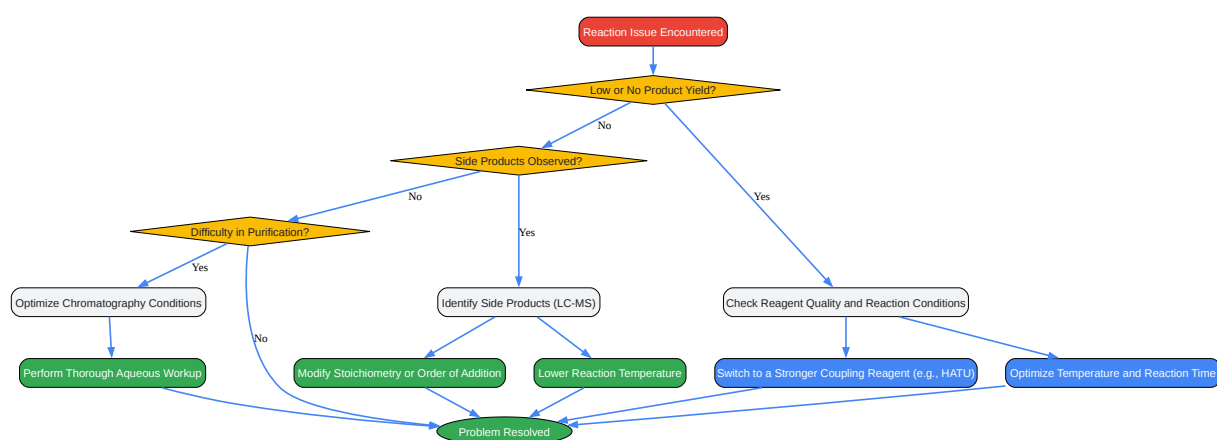 Reaction Issue Encountered
Low or No Product Yield?
No
Side Products Observed?
No
Yes
Yes
Difficulty in Purification?
Yes
No
Optimize Chromatography Conditions
Identify Side Products (LC-MS)
Check Reagent Quality and Reaction Conditions
Perform Thorough Aqueous Workup
Modify Stoichiometry or Order of Addition
Lower Reaction Temperature
Switch to a Stronger Coupling Reagent (e.g., HATU)
Optimize Temperature and Reaction Time
Problem Resolved